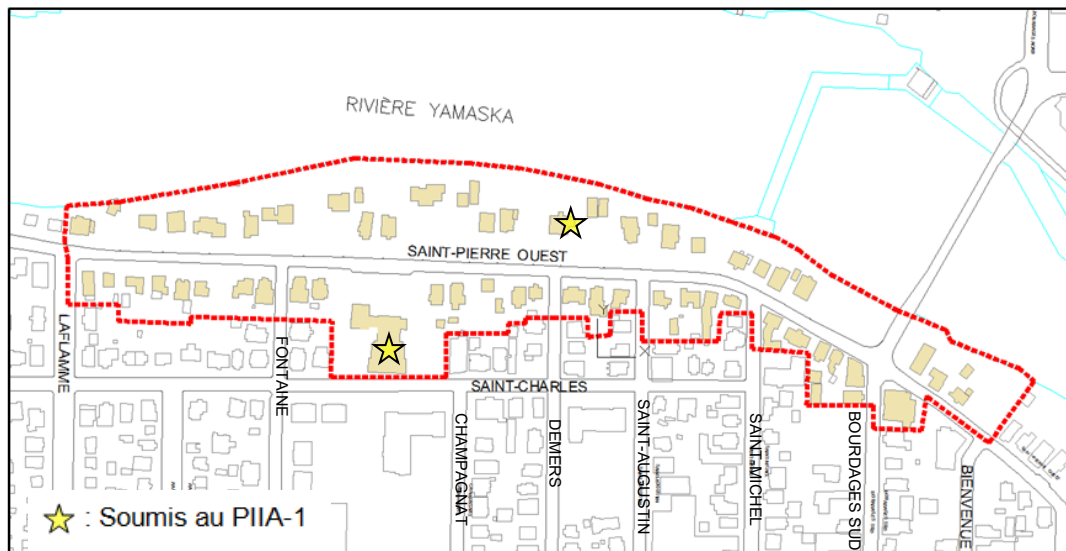 RIVIÈRE YAMASKA
SAINT-PIERRE OUEST
LAFLAMME
FONTAINE
SAINT-CHARLES
CHAMPAGNAT
DEMERS
SAINT-AUGUSTIN
SAINT-MICHEL
BOURDAGES SUD
BIENVENUE
: Soumis au PIIA-1